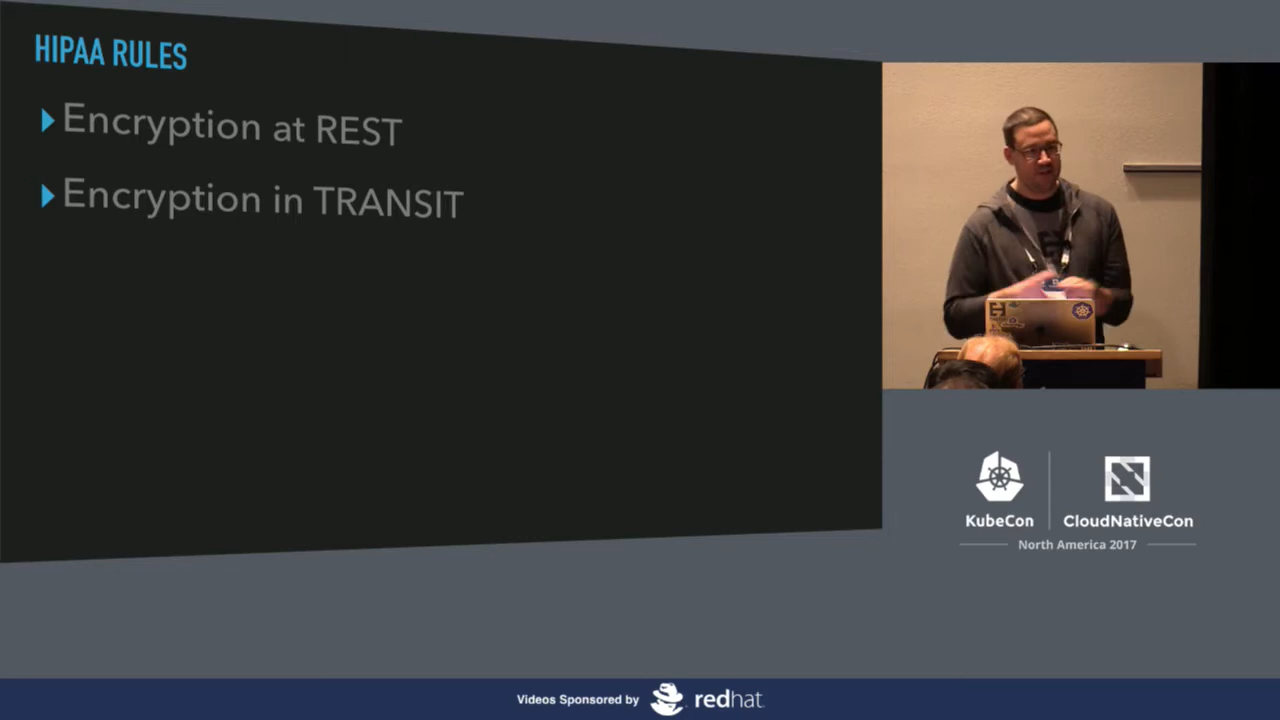 HIPAA RULES
Encryption at REST
Encryption in TRANSIT
KubeCon
CloudNativeCon
North America 2017
Videos Sponsored by redhat